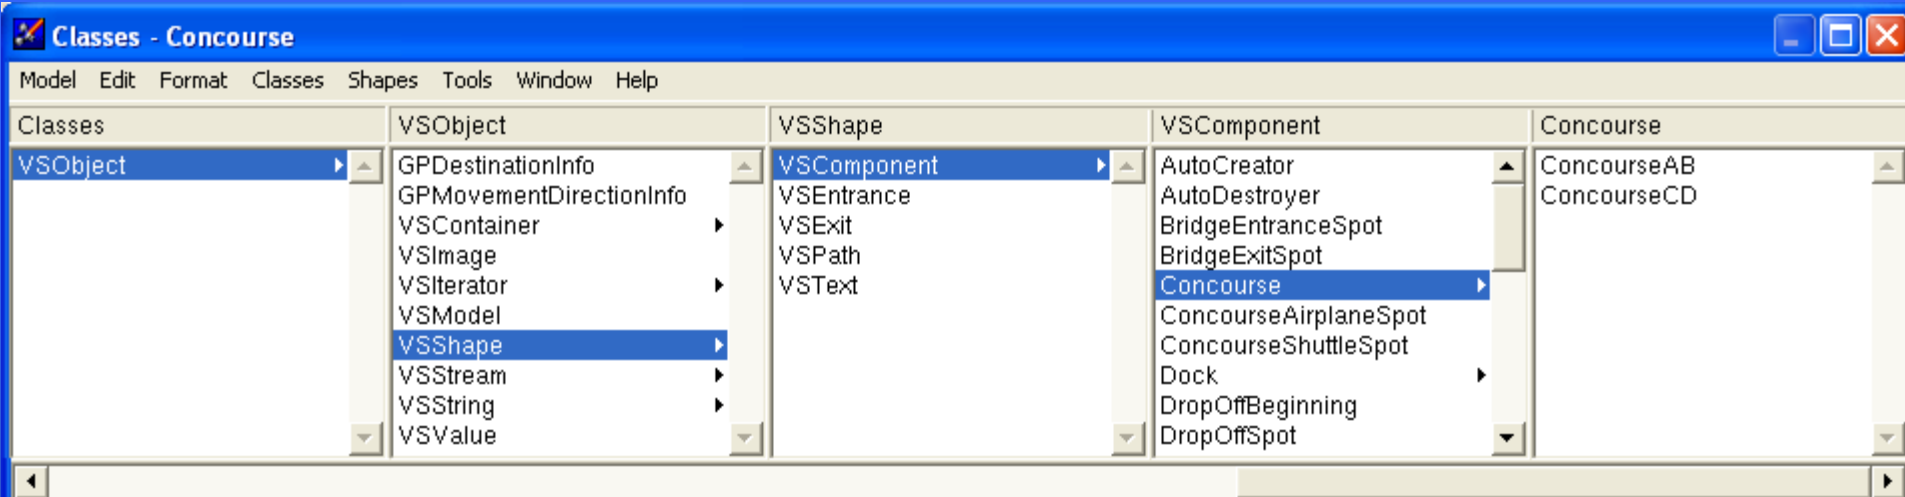 Classes - Concourse
Model Edit Format Classes Shapes Tools Window Help
Classes
VSObject
VSObject
GPDestinationInfo
GPMovementDirectionInfo
VSContainer
VSImage
VSIterator
VSModel
VSShape
VSStream
VSString
VSValue
VSShape
VSComponent
VSEntrance
VSExit
VSPath
VSText
VSComponent
AutoCreator
AutoDestroyer
BridgeEntranceSpot
BridgeExitSpot
Concourse
ConcourseAirplaneSpot
ConcourseShuttleSpot
Dock
DropOffBeginning
DropOffSpot
Concourse
ConcourseAB
ConcourseCD